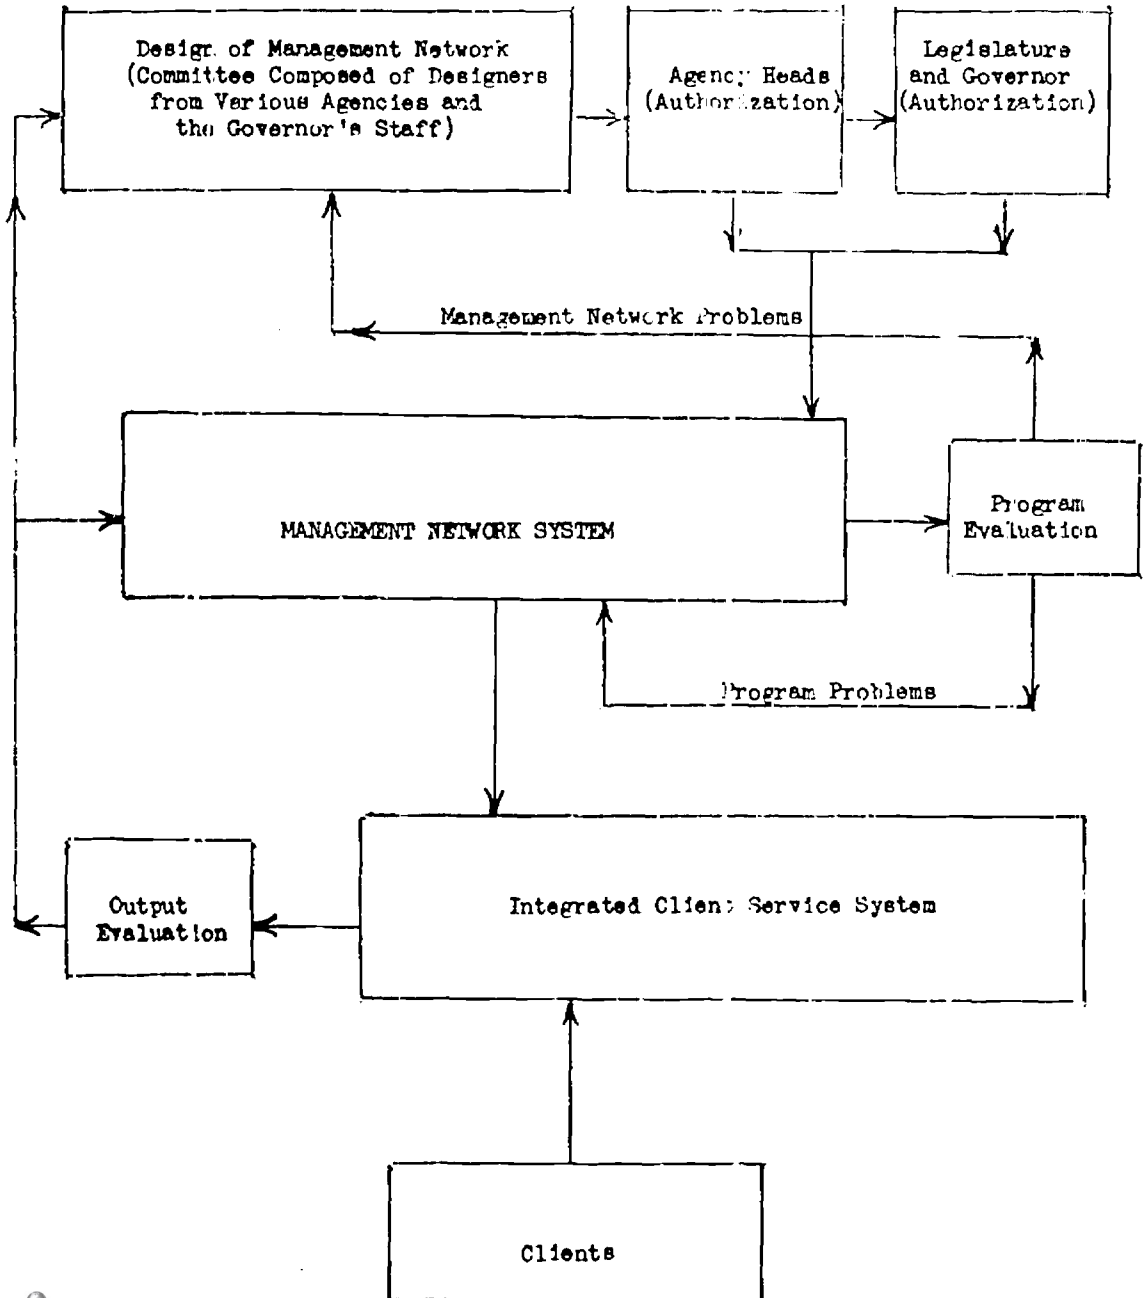 Design of Management Network
(Committee Composed of Designers
from Various Agencies and
the Governor's Staff)
Agency Heads
(Authorization)
Legislature
and Governor
(Authorization)
Management Network Problems
MANAGEMENT NETWORK SYSTEM
Program
Evaluation
Program Problems
Output
Evaluation
Integrated Client Service System
Clients